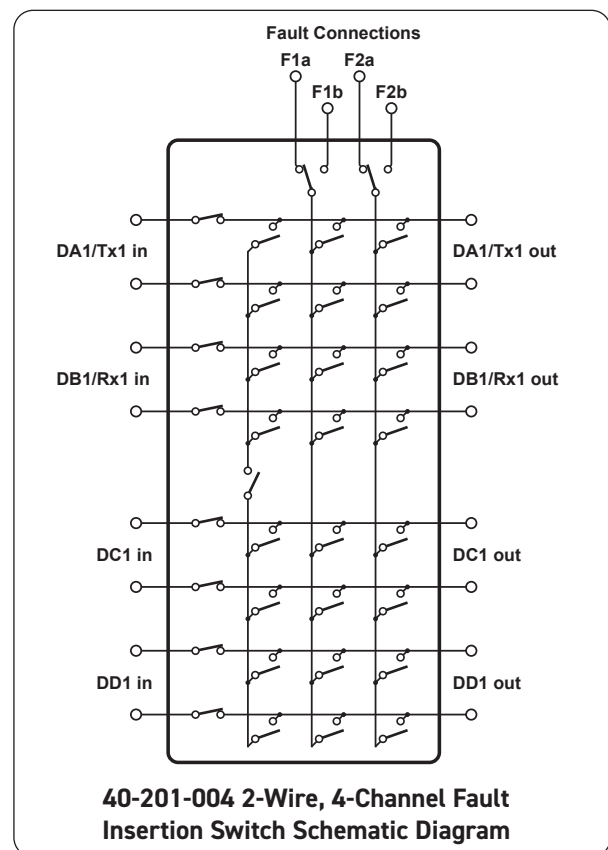 Fault Connections
F1a F2a
F1b F2b
DA1/Tx1 in DA1/Tx1 out
DB1/Rx1 in DB1/Rx1 out
DC1 in DC1 out
DD1 in DD1 out
40-201-004 2-Wire, 4-Channel Fault
Insertion Switch Schematic Diagram